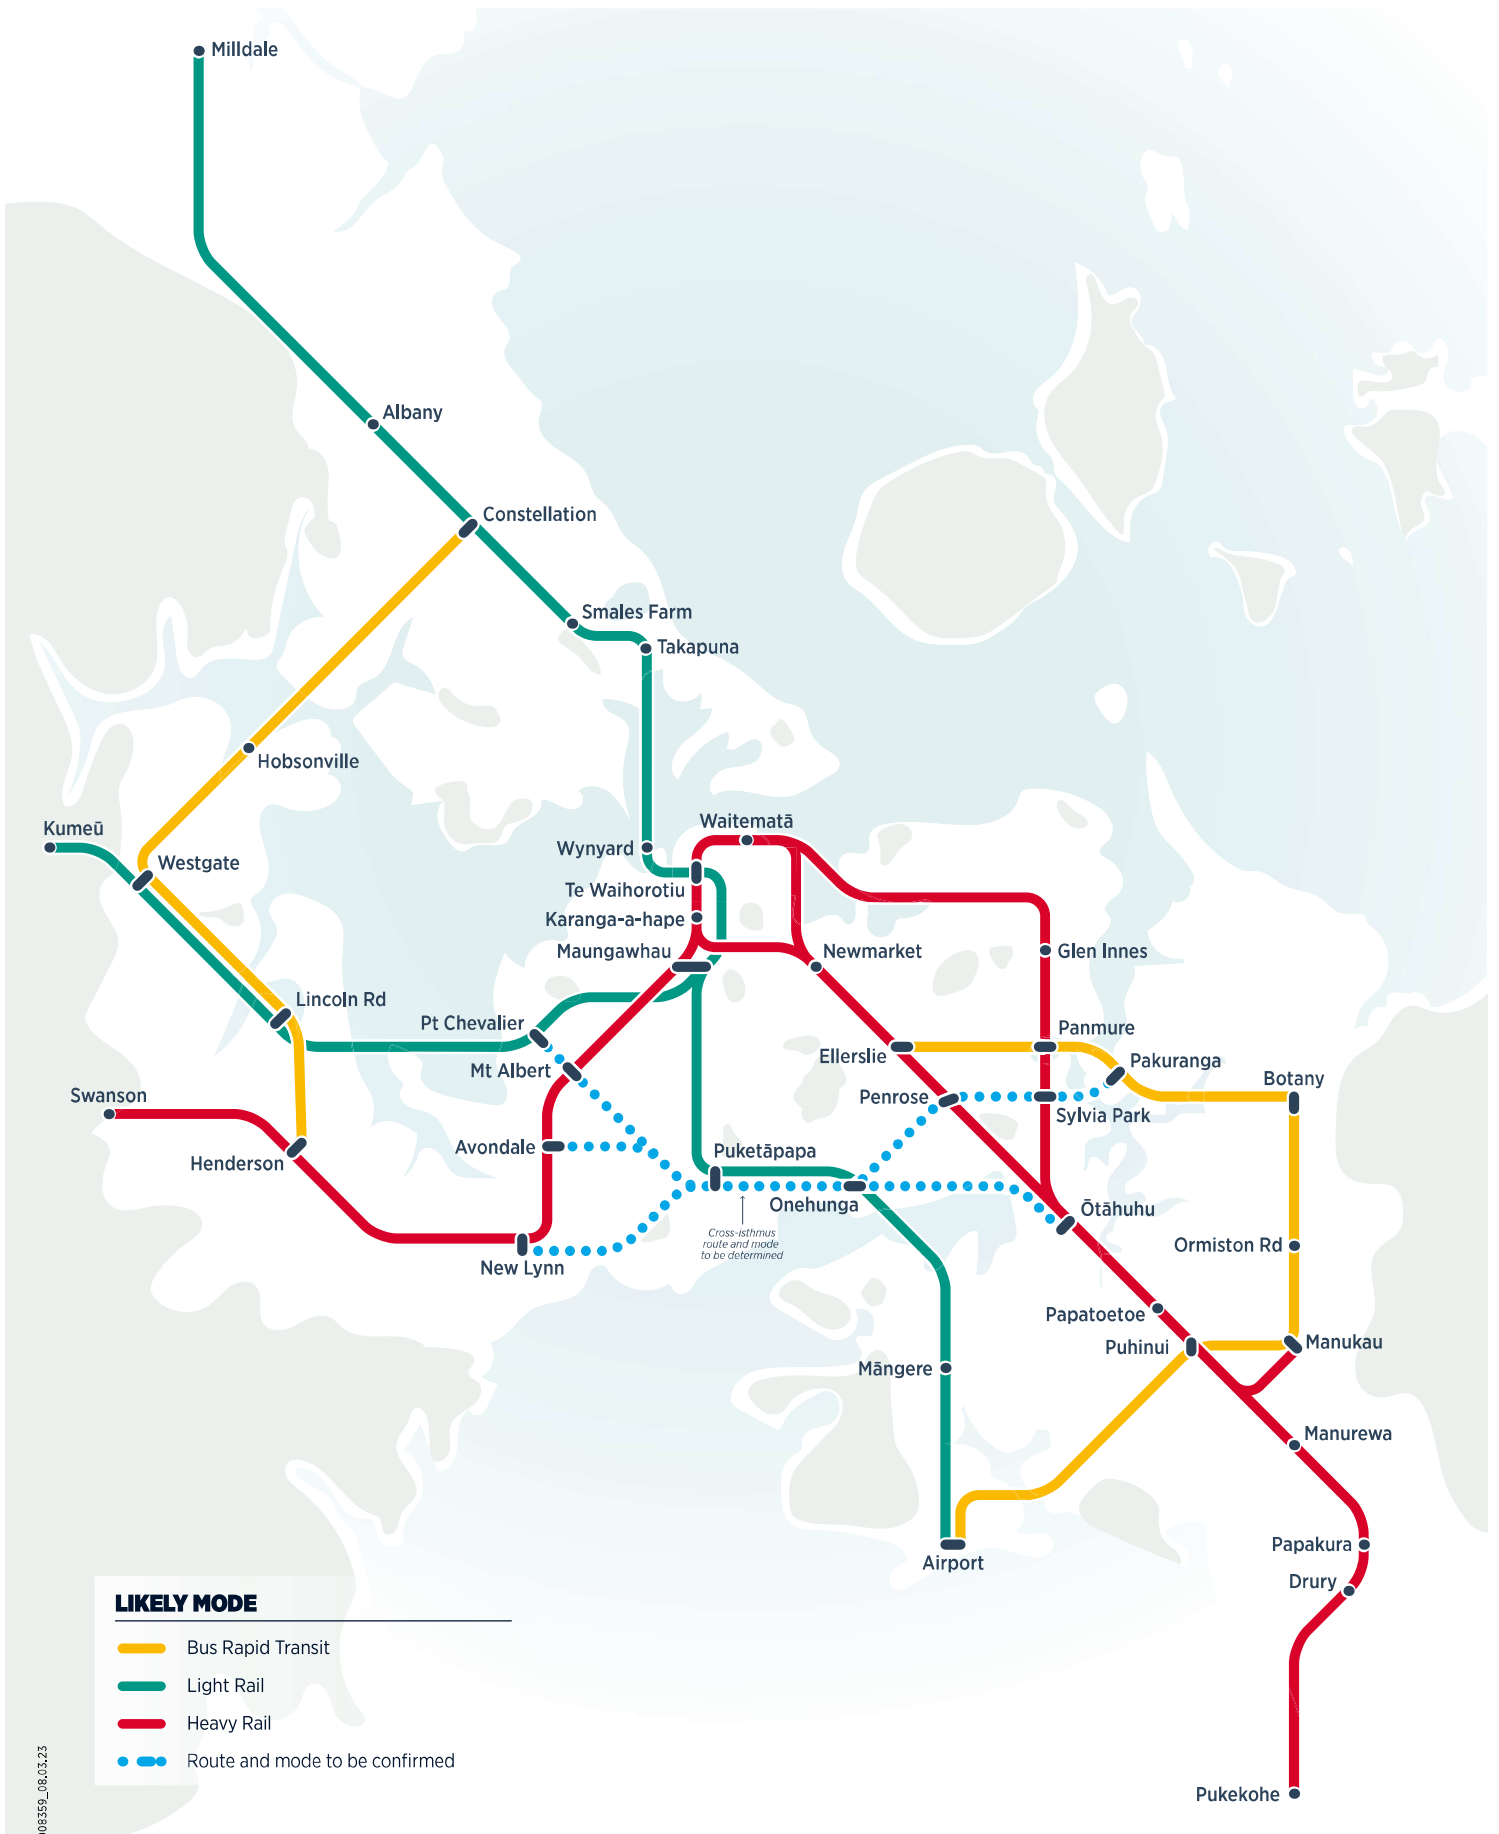 Milldale
Albany
Constellation
Smales Farm
Takapuna
Hobsonville
Waitematā
Kumeū
Wynyard
Westgate
Te Waihorotiu
Karanga-a-hape
Maungawhau
Newmarket
Glen Innes
Lincoln Rd
Pt Chevalier
Panmure
Ellerslie
Pakuranga
Mt Albert
Botany
Swanson
Penrose
Sylvia Park
Avondale
Puketāpapa
Henderson
Onehunga
Ōtāhuhu
Cross-isthmus
route and mode
to be determined
Ormiston Rd
New Lynn
Papatoetoe
Puhinui
Manukau
Māngere
Manurewa
Papakura
Airport
Drury
LIKELY MODE
Bus Rapid Transit
Light Rail
Heavy Rail
Route and mode to be confirmed
Pukekohe